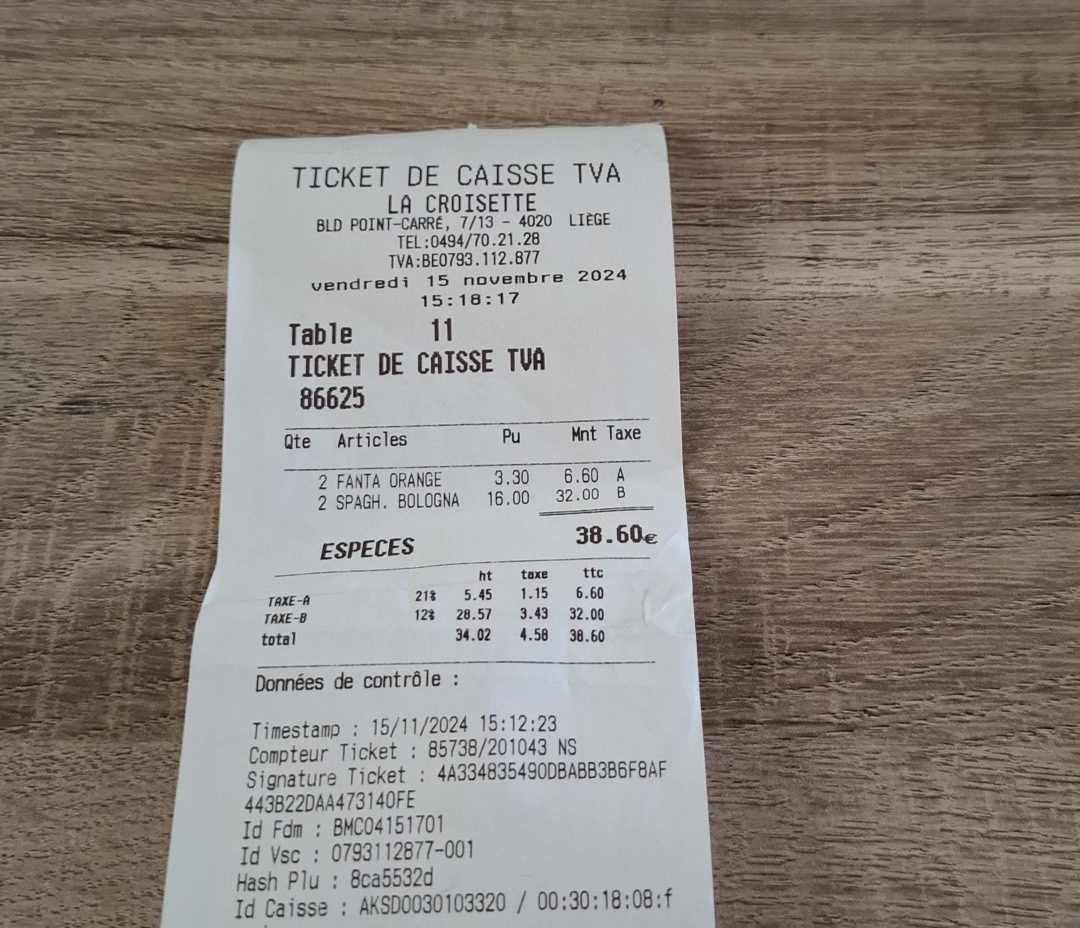 TICKET DE CAISSE TVA
LA CROISETTE
BLD POINT-CARRÉ, 7/13 - 4020 LIÈGE
TEL:0494/70.21.28
TVA:BE0793.112.877
vendredi 15 novembre 2024
15:18:17
Table 11
TICKET DE CAISSE TVA
86625
Qte Articles Pu Mnt Taxe
2 FANTA ORANGE 3.30 6.60 A
2 SPAGH. BOLOGNA 16.00 32.00 B
38.60€
ESPECES
ht taxe ttc
TAXE-A 21% 5.45 1.15 6.60
TAXE-B 12% 28.57 3.43 32.00
total 34.02 4.58 38.60
Données de contrôle :
Timestamp : 15/11/2024 15:12:23
Compteur Ticket : 85738/201043 NS
Signature Ticket : 4A334835490DBABB3B6F8AF
443B22DAA473140FE
Id Fdm : BMC04151701
Id Vsc : 0793112877-001
Hash Plu : 8ca5532d
Id Caisse : AKSD0030103320 / 00:30:18:08:f